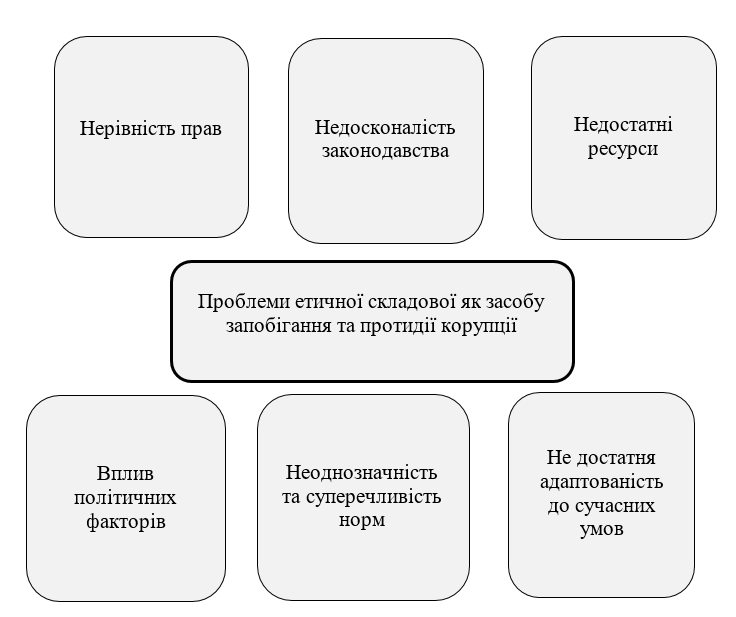 Нерівність прав
Недосконалість
законодавства
Недостатні
ресурси
Проблеми етичної складової як засобу
запобігання та протидії корупції
Вплив
політичних
факторів
Неоднозначність
та суперечливість
норм
Не достатня
адаптованість
до сучасних
умов